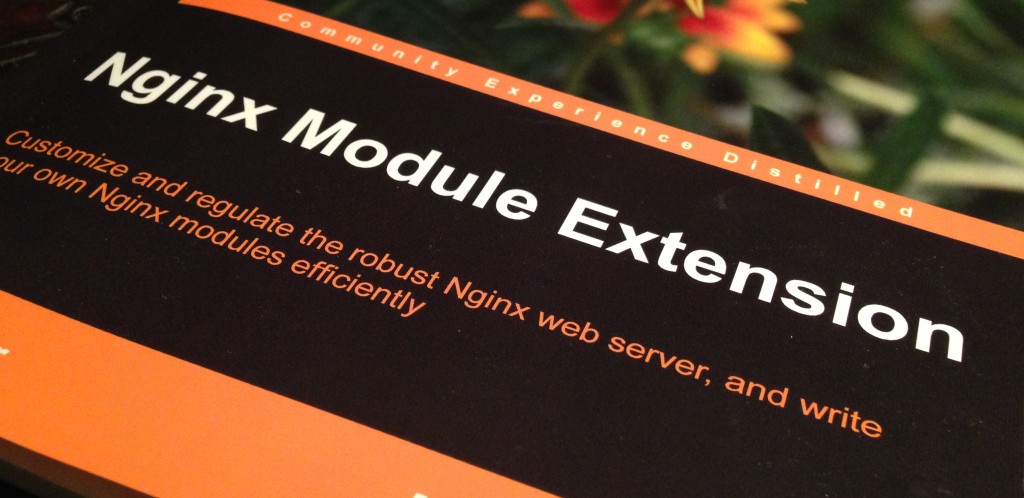 Community Experience Distilled
Nginx Module Extension
Customize and regulate the robust Nginx web server, and write
our own Nginx modules efficiently